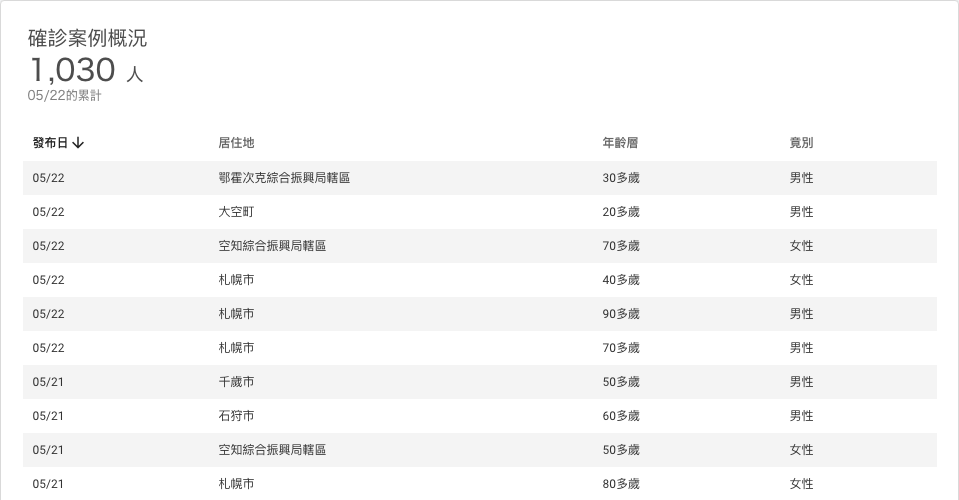 確診案例概況
1,030 人
05/22的累計
發布日↓ 居住地 年齡層 竟別
05/22 鄂霍次克綜合振興局轄區 30多歲 男性
05/22 大空町 20多歲 男性
05/22 空知綜合振興局轄區 70多歲 女性
05/22 札幌市 40多歲 女性
05/22 札幌市 90多歲 男性
05/22 札幌市 70多歲 男性
05/21 千歲市 50多歲 男性
05/21 石狩市 60多歲 男性
05/21 空知綜合振興局轄區 50多歲 女性
05/21 札幌市 80多歲 女性